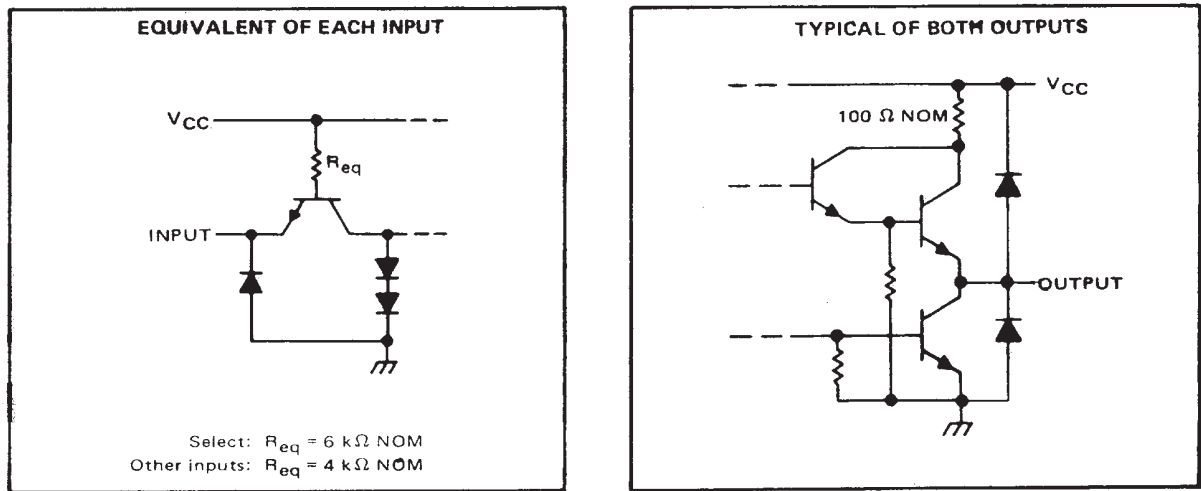 EQUIVALENT OF EACH INPUT
VCC
Req
INPUT
Select: Req = 6 kΩ NOM
Other inputs: Req = 4 kΩ NOM
TYPICAL OF BOTH OUTPUTS
VCC
100 Ω NOM
OUTPUT